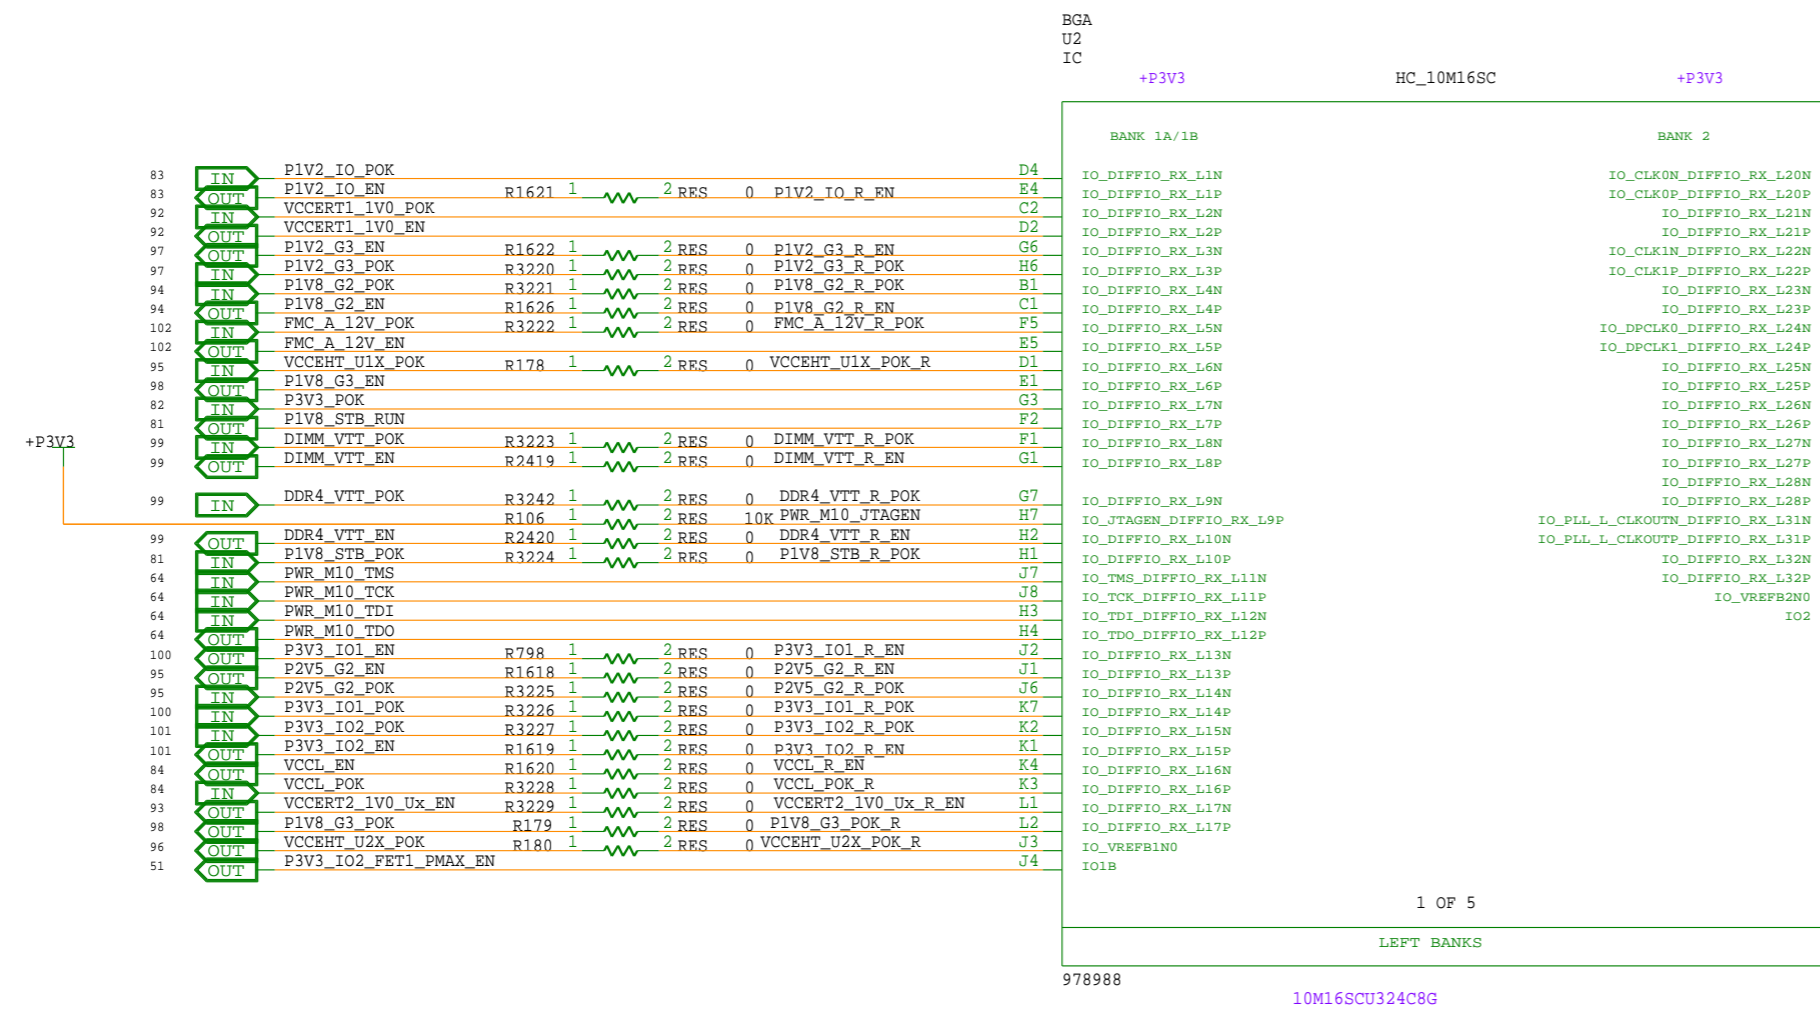 BGA
U2
IC
+P3V3 HC_10M16SC +P3V3
BANK 1A/1B BANK 2
83 IN P1V2_IO_POK D4 IO_DIFFIO_RX_L1N IO_CLK0N_DIFFIO_RX_L20N
83 OUT P1V2_IO_EN R1621 1 2 RES 0 P1V2_IO_R_EN E4 IO_DIFFIO_RX_L1P IO_CLK0P_DIFFIO_RX_L20P
92 IN VCCERT1_1V0_POK C2 IO_DIFFIO_RX_L2N IO_DIFFIO_RX_L21N
92 OUT VCCERT1_1V0_EN D2 IO_DIFFIO_RX_L2P IO_DIFFIO_RX_L21P
97 OUT P1V2_G3_EN R1622 1 2 RES 0 P1V2_G3_R_EN G6 IO_DIFFIO_RX_L3N IO_CLK1N_DIFFIO_RX_L22N
97 IN P1V2_G3_POK R3220 1 2 RES 0 P1V2_G3_R_POK H6 IO_DIFFIO_RX_L3P IO_CLK1P_DIFFIO_RX_L22P
94 IN P1V8_G2_POK R3221 1 2 RES 0 P1V8_G2_R_POK B1 IO_DIFFIO_RX_L4N IO_DIFFIO_RX_L23N
94 OUT P1V8_G2_EN R1626 1 2 RES 0 P1V8_G2_R_EN C1 IO_DIFFIO_RX_L4P IO_DIFFIO_RX_L23P
102 IN FMC_A_12V_POK R3222 1 2 RES 0 FMC_A_12V_R_POK F5 IO_DIFFIO_RX_L5N IO_DPCLK0_DIFFIO_RX_L24N
102 OUT FMC_A_12V_EN E5 IO_DIFFIO_RX_L5P IO_DPCLK1_DIFFIO_RX_L24P
95 IN VCCEHT_U1X_POK R178 1 2 RES 0 VCCEHT_U1X_POK_R D1 IO_DIFFIO_RX_L6N IO_DIFFIO_RX_L25N
98 OUT P1V8_G3_EN E1 IO_DIFFIO_RX_L6P IO_DIFFIO_RX_L25P
82 IN P3V3_POK G3 IO_DIFFIO_RX_L7N IO_DIFFIO_RX_L26N
81 OUT P1V8_STB_RUN F2 IO_DIFFIO_RX_L7P IO_DIFFIO_RX_L26P
+P3V3 99 IN DIMM_VTT_POK R3223 1 2 RES 0 DIMM_VTT_R_POK F1 IO_DIFFIO_RX_L8N IO_DIFFIO_RX_L27N
99 OUT DIMM_VTT_EN R2419 1 2 RES 0 DIMM_VTT_R_EN G1 IO_DIFFIO_RX_L8P IO_DIFFIO_RX_L27P
IO_DIFFIO_RX_L28N
99 IN DDR4_VTT_POK R3242 1 2 RES 0 DDR4_VTT_R_POK G7 IO_DIFFIO_RX_L9N IO_DIFFIO_RX_L28P
R106 1 2 RES 10K PWR_M10_JTAGEN H7 IO_JTAGEN_DIFFIO_RX_L9P IO_PLL_L_CLKOUTN_DIFFIO_RX_L31N
99 OUT DDR4_VTT_EN R2420 1 2 RES 0 DDR4_VTT_R_EN H2 IO_DIFFIO_RX_L10N IO_PLL_L_CLKOUTP_DIFFIO_RX_L31P
81 IN P1V8_STB_POK R3224 1 2 RES 0 P1V8_STB_R_POK H1 IO_DIFFIO_RX_L10P IO_DIFFIO_RX_L32N
64 IN PWR_M10_TMS J7 IO_TMS_DIFFIO_RX_L11N IO_DIFFIO_RX_L32P
64 IN PWR_M10_TCK J8 IO_TCK_DIFFIO_RX_L11P IO_VREFB2N0
64 IN PWR_M10_TDI H3 IO_TDI_DIFFIO_RX_L12N IO2
64 OUT PWR_M10_TDO H4 IO_TDO_DIFFIO_RX_L12P
100 OUT P3V3_IO1_EN R798 1 2 RES 0 P3V3_IO1_R_EN J2 IO_DIFFIO_RX_L13N
95 OUT P2V5_G2_EN R1618 1 2 RES 0 P2V5_G2_R_EN J1 IO_DIFFIO_RX_L13P
95 IN P2V5_G2_POK R3225 1 2 RES 0 P2V5_G2_R_POK J6 IO_DIFFIO_RX_L14N
100 IN P3V3_IO1_POK R3226 1 2 RES 0 P3V3_IO1_R_POK K7 IO_DIFFIO_RX_L14P
101 IN P3V3_IO2_POK R3227 1 2 RES 0 P3V3_IO2_R_POK K2 IO_DIFFIO_RX_L15N
101 OUT P3V3_IO2_EN R1619 1 2 RES 0 P3V3_IO2_R_EN K1 IO_DIFFIO_RX_L15P
84 OUT VCCL_EN R1620 1 2 RES 0 VCCL_R_EN K4 IO_DIFFIO_RX_L16N
84 IN VCCL_POK R3228 1 2 RES 0 VCCL_POK_R K3 IO_DIFFIO_RX_L16P
93 OUT VCCERT2_1V0_Ux_EN R3229 1 2 RES 0 VCCERT2_1V0_Ux_R_EN L1 IO_DIFFIO_RX_L17N
98 OUT P1V8_G3_POK R179 1 2 RES 0 P1V8_G3_POK_R L2 IO_DIFFIO_RX_L17P
96 OUT VCCEHT_U2X_POK R180 1 2 RES 0 VCCEHT_U2X_POK_R J3 IO_VREFB1N0
51 OUT P3V3_IO2_FET1_PMAX_EN J4 IO1B
1 OF 5
LEFT BANKS
978988
10M16SCU324C8G